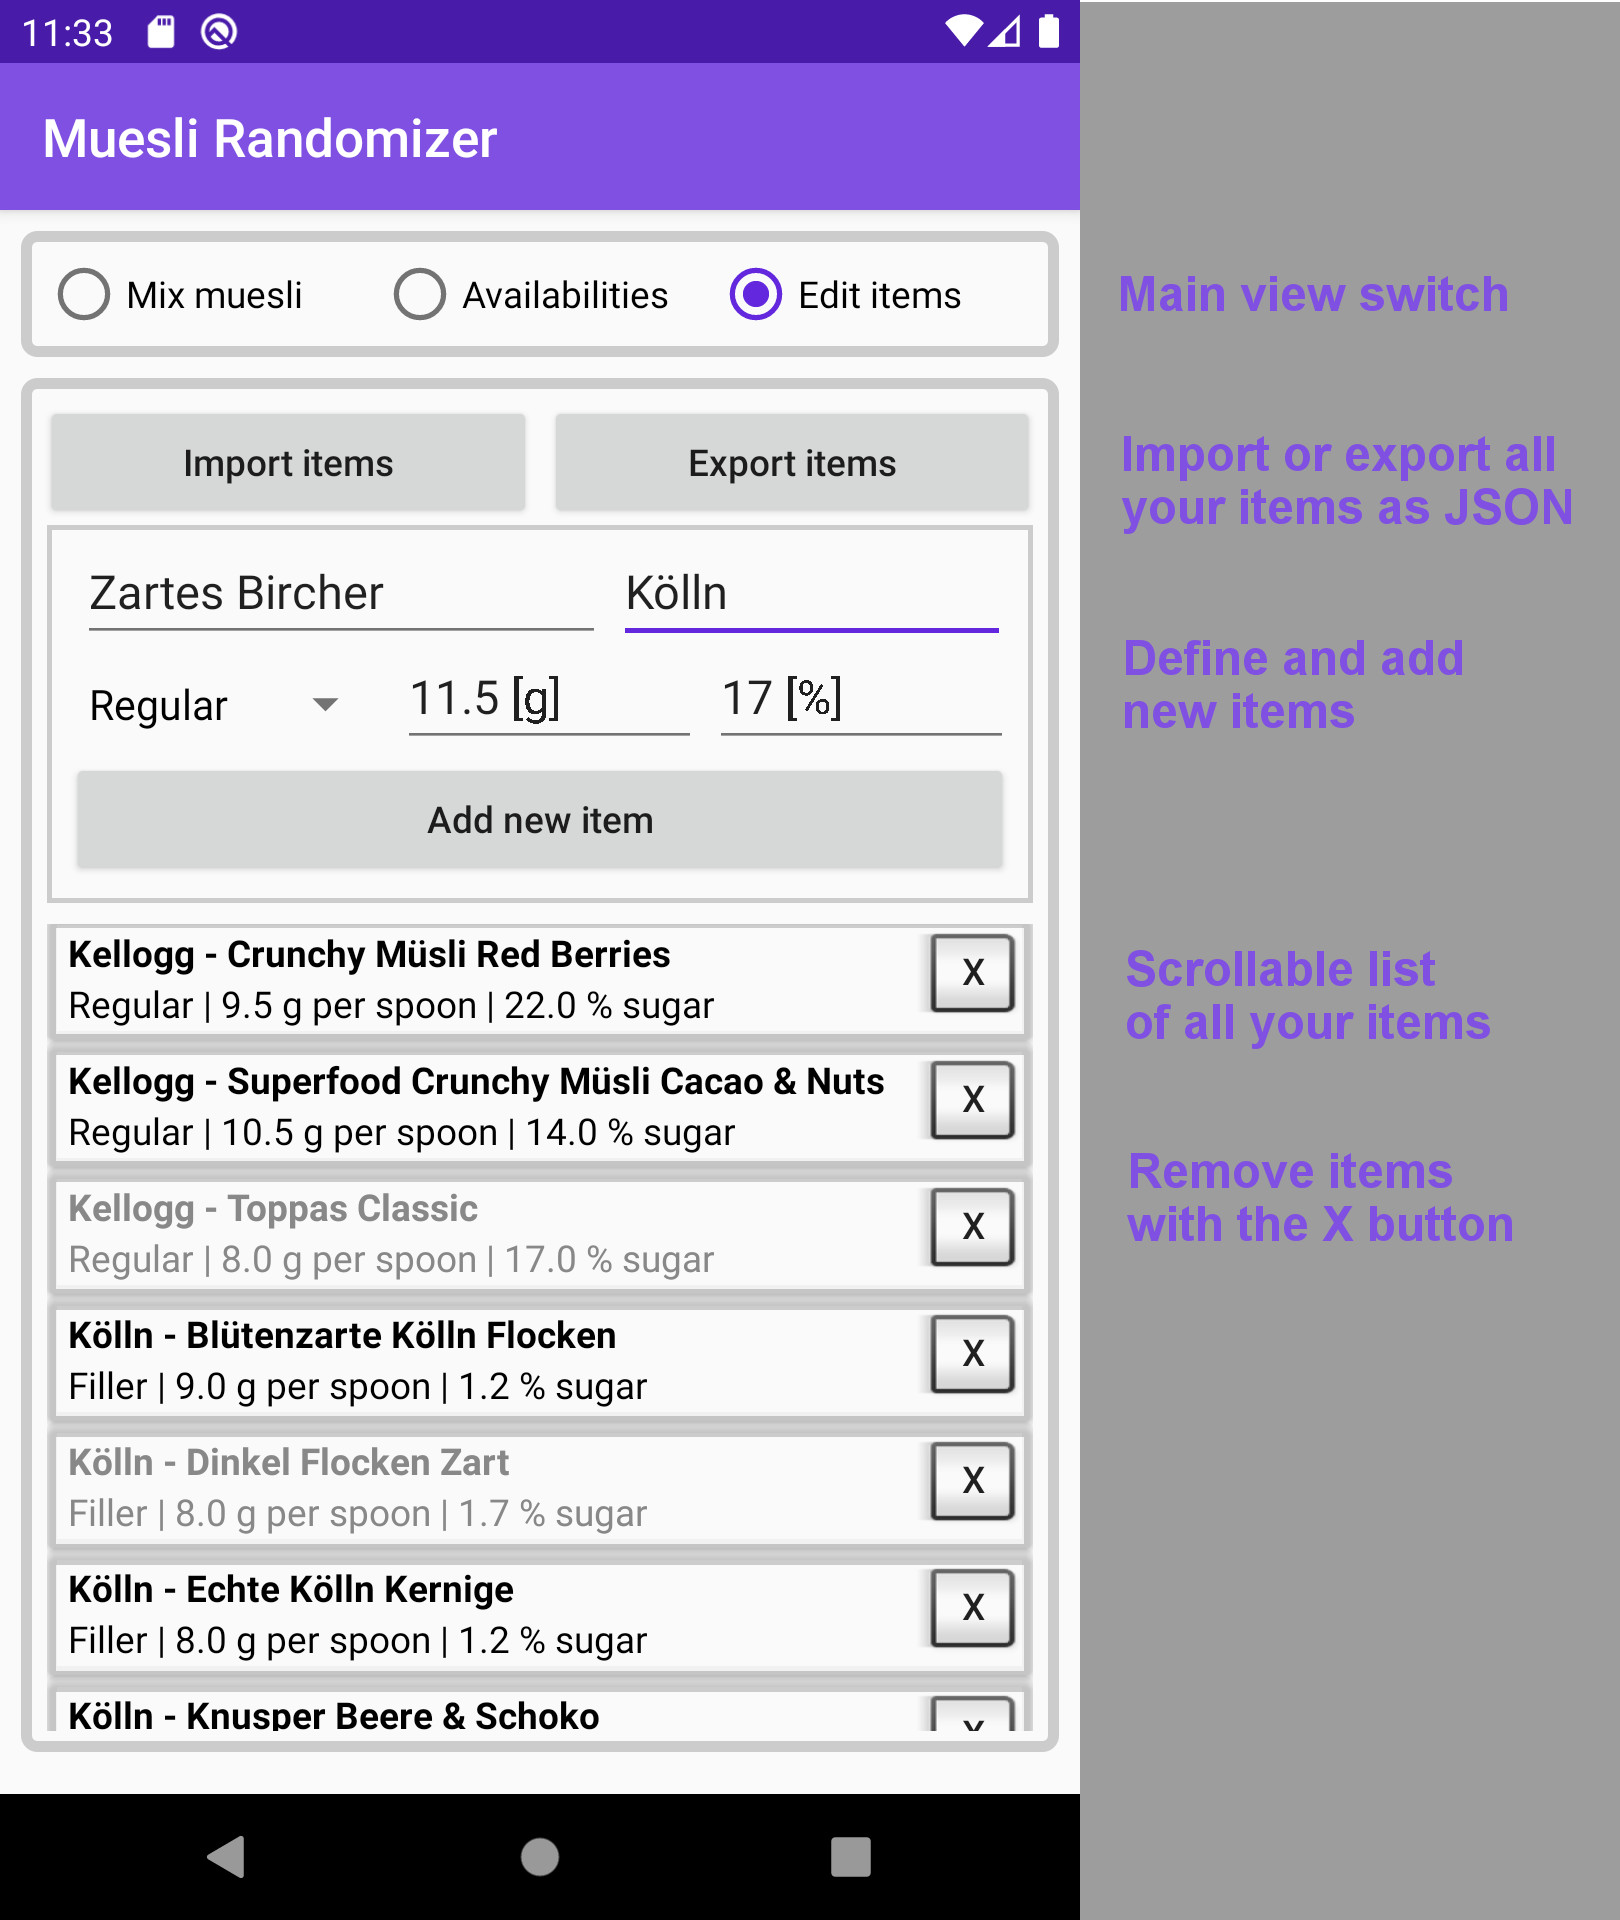 11:33
Muesli Randomizer
Mix muesli Availabilities Edit items
Main view switch
Import items Export items
Import or export all
your items as JSON
Zartes Bircher Kölln
Regular 11.5 [g] 17 [%]
Define and add
new items
Add new item
Kellogg - Crunchy Müsli Red Berries
Regular | 9.5 g per spoon | 22.0 % sugar
X
Scrollable list
of all your items
Kellogg - Superfood Crunchy Müsli Cacao & Nuts
Regular | 10.5 g per spoon | 14.0 % sugar
X
Kellogg - Toppas Classic
Regular | 8.0 g per spoon | 17.0 % sugar
X
Remove items
with the X button
Kölln - Blütenzarte Kölln Flocken
Filler | 9.0 g per spoon | 1.2 % sugar
X
Kölln - Dinkel Flocken Zart
Filler | 8.0 g per spoon | 1.7 % sugar
X
Kölln - Echte Kölln Kernige
Filler | 8.0 g per spoon | 1.2 % sugar
X
Kölln - Knusper Beere & Schoko
X